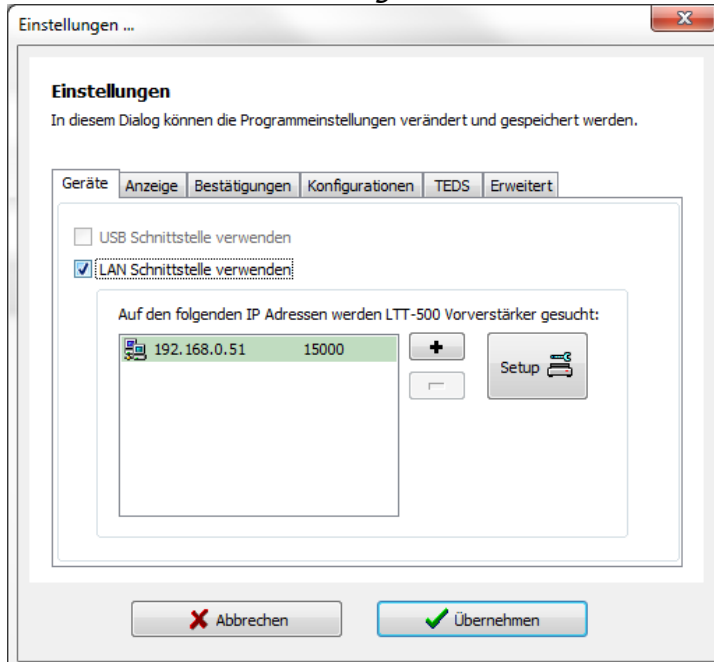 Einstellungen ...
Einstellungen
In diesem Dialog können die Programmeinstellungen verändert und gespeichert werden.
Geräte Anzeige Bestätigungen Konfigurationen TEDS Erweitert
USB Schnittstelle verwenden
LAN Schnittstelle verwenden
Auf den folgenden IP Adressen werden LTT-500 Vorverstärker gesucht:
192.168.0.51 15000
Setup
Abbrechen Übernehmen